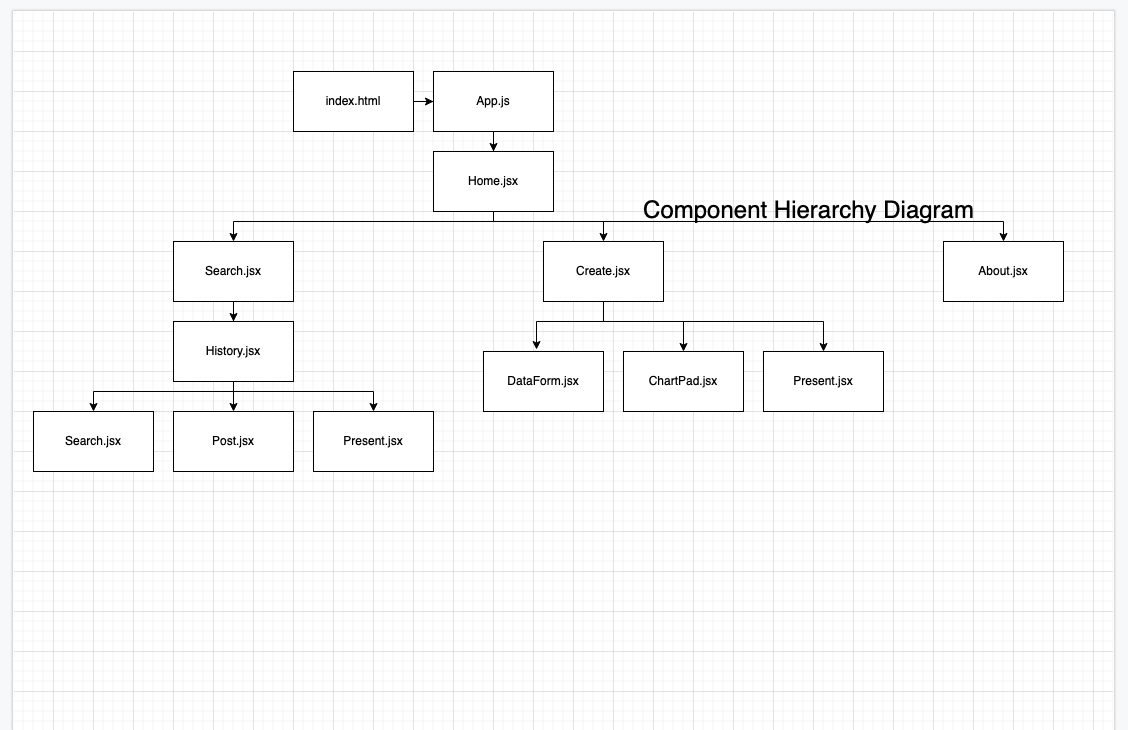 index.html
App.js
Home.jsx
Component Hierarchy Diagram
Search.jsx
Create.jsx
About.jsx
History.jsx
DataForm.jsx
ChartPad.jsx
Present.jsx
Search.jsx
Post.jsx
Present.jsx